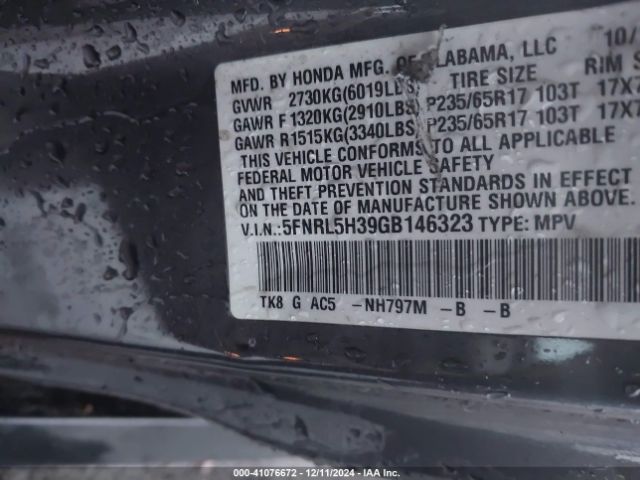 MFD. BY HONDA MFG. OF ALABAMA, LLC 10/
GVWR 2730KG(6019LBS) TIRE SIZE RIM S
GAWR F1320KG(2910LBS) P235/65R17 103T 17X7
GAWR R1515KG(3340LBS) P235/65R17 103T 17X7
THIS VEHICLE CONFORMS TO ALL APPLICABLE
FEDERAL MOTOR VEHICLE SAFETY
AND THEFT PREVENTION STANDARDS IN EFFECT
ON THE DATE OF MANUFACTURE SHOWN ABOVE.
V.I.N.:5FNRL5H39GB146323 TYPE: MPV
TK8 G AC5 -NH797M -B -B
000-41076672 - 12/11/2024 - IAA Inc.